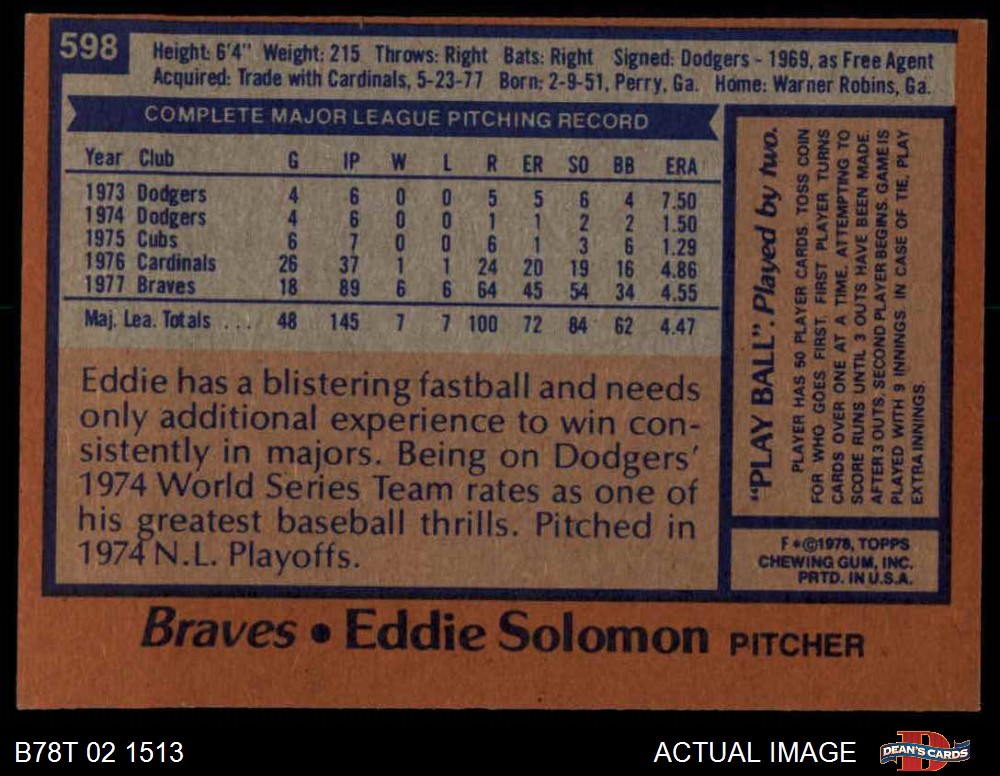 598
Height: 6'4" Weight: 215 Throws: Right Bats: Right Signed: Dodgers - 1969, as Free Agent
Acquired: Trade with Cardinals, 5-23-77 Born: 2-9-51, Perry, Ga. Home: Warner Robins, Ga.
COMPLETE MAJOR LEAGUE PITCHING RECORD
Year Club G IP W L R ER SO BB ERA
1973 Dodgers 4 6 0 0 5 5 6 4 7.50
1974 Dodgers 4 6 0 0 1 1 2 2 1.50
1975 Cubs 6 7 0 0 6 1 3 6 1.29
1976 Cardinals 26 37 1 1 24 20 19 16 4.86
1977 Braves 18 89 6 6 64 45 54 34 4.55
Maj. Lea. Totals ... 48 145 7 7 100 72 84 62 4.47
Eddie has a blistering fastball and needs
only additional experience to win con-
sistently in majors. Being on Dodgers'
1974 World Series Team rates as one of
his greatest baseball thrills. Pitched in
1974 N.L. Playoffs.
"PLAY BALL". Played by two.
PLAYER HAS 50 PLAYER CARDS. TOSS COIN
FOR WHO GOES FIRST. FIRST PLAYER TURNS
CARDS OVER ONE AT A TIME, ATTEMPTING TO
SCORE RUNS UNTIL 3 OUTS HAVE BEEN MADE.
AFTER 3 OUTS, SECOND PLAYER BEGINS. GAME IS
PLAYED WITH 9 INNINGS. IN CASE OF TIE, PLAY
EXTRA INNINGS.
F*©1978, TOPPS
CHEWING GUM, INC.
PRTD. IN U.S.A.
Braves • Eddie Solomon PITCHER
B78T 02 1513
ACTUAL IMAGE
D
DEAN'S CARDS